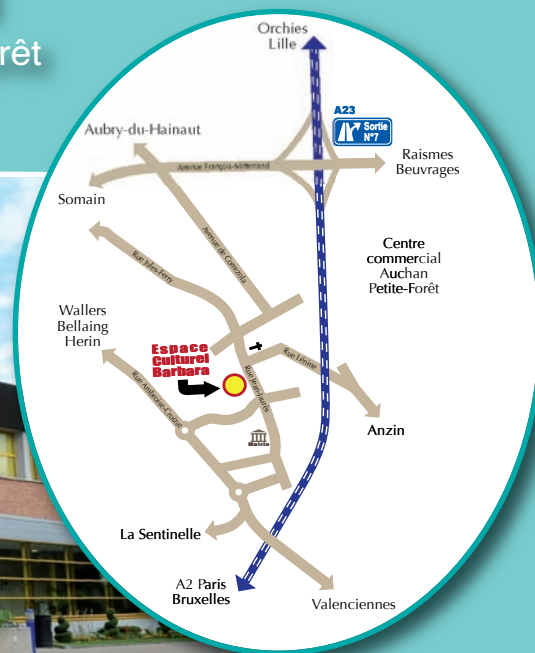 rêt
Orchies
Lille
A23
Sortie
N°7
Aubry-du-Hainaut
Avenue François-Mitterrand
Raismes
Beuvrages
Somain
Avenue de Correzola
Rue Jules-Ferry
Centre
commercial
Auchan
Petite-Forêt
Wallers
Bellaing
Herin
Espace
Culturel
Barbara
Rue Lénine
Rue Jean-Jaurès
Rue Ambroise-Croizat
Mairie
Anzin
La Sentinelle
A2 Paris
Bruxelles
Valenciennes